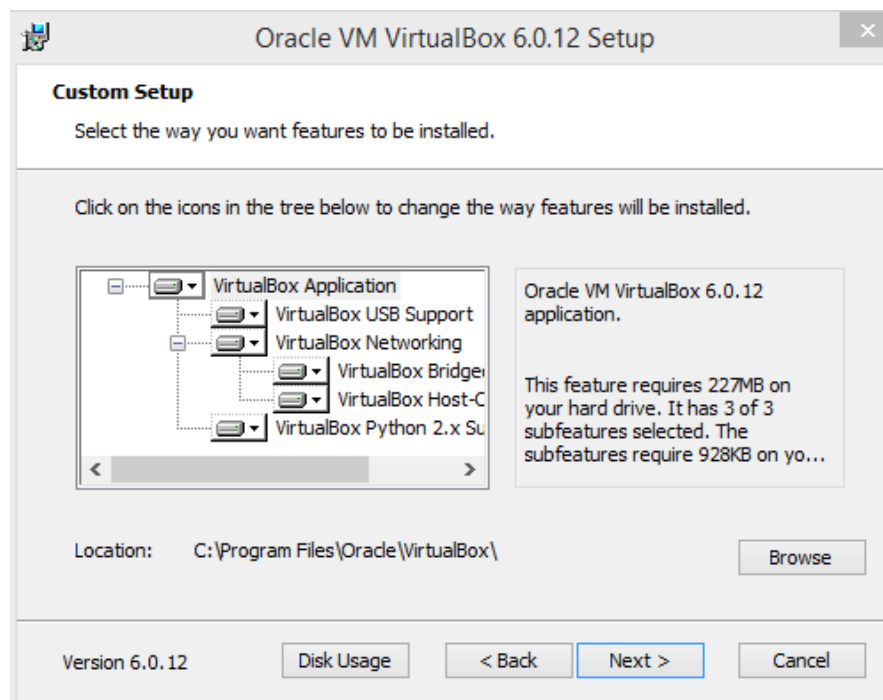 Oracle VM VirtualBox 6.0.12 Setup
Custom Setup
Select the way you want features to be installed.
Click on the icons in the tree below to change the way features will be installed.
VirtualBox Application
VirtualBox USB Support
VirtualBox Networking
VirtualBox Bridged
VirtualBox Host-O
VirtualBox Python 2.x Su
Oracle VM VirtualBox 6.0.12
application.
This feature requires 227MB on
your hard drive. It has 3 of 3
subfeatures selected. The
subfeatures require 928KB on yo...
Location: C:\Program Files\Oracle\VirtualBox\
Browse
Version 6.0.12
Disk Usage
< Back
Next >
Cancel